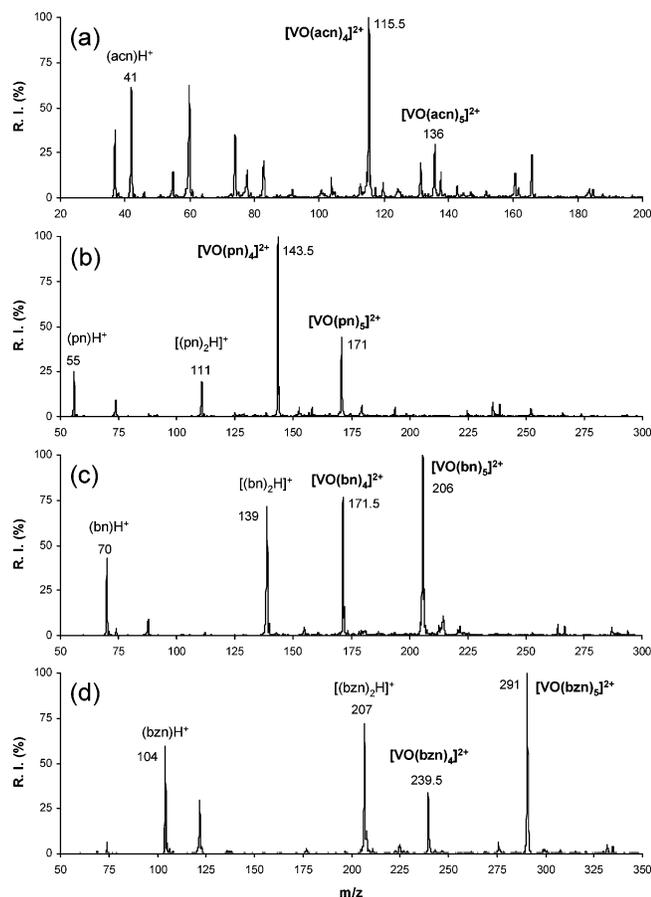 (a)
R. I. (%)
100
75
50
25
0
(acn)H⁺
41
[VO(acn)₄]²⁺
115.5
[VO(acn)₅]²⁺
136
20 40 60 80 100 120 140 160 180 200
(b)
R. I. (%)
100
75
50
25
0
(pn)H⁺
55
[(pn)₂H]⁺
111
[VO(pn)₄]²⁺
143.5
[VO(pn)₅]²⁺
171
50 75 100 125 150 175 200 225 250 275 300
(c)
R. I. (%)
100
75
50
25
0
(bn)H⁺
70
[(bn)₂H]⁺
139
[VO(bn)₄]²⁺
171.5
[VO(bn)₅]²⁺
206
50 75 100 125 150 175 200 225 250 275 300
(d)
R. I. (%)
100
75
50
25
0
(bzn)H⁺
104
[(bzn)₂H]⁺
207
[VO(bzn)₄]²⁺
239.5
291
[VO(bzn)₅]²⁺
50 75 100 125 150 175 200 225 250 275 300 325 350
m/z